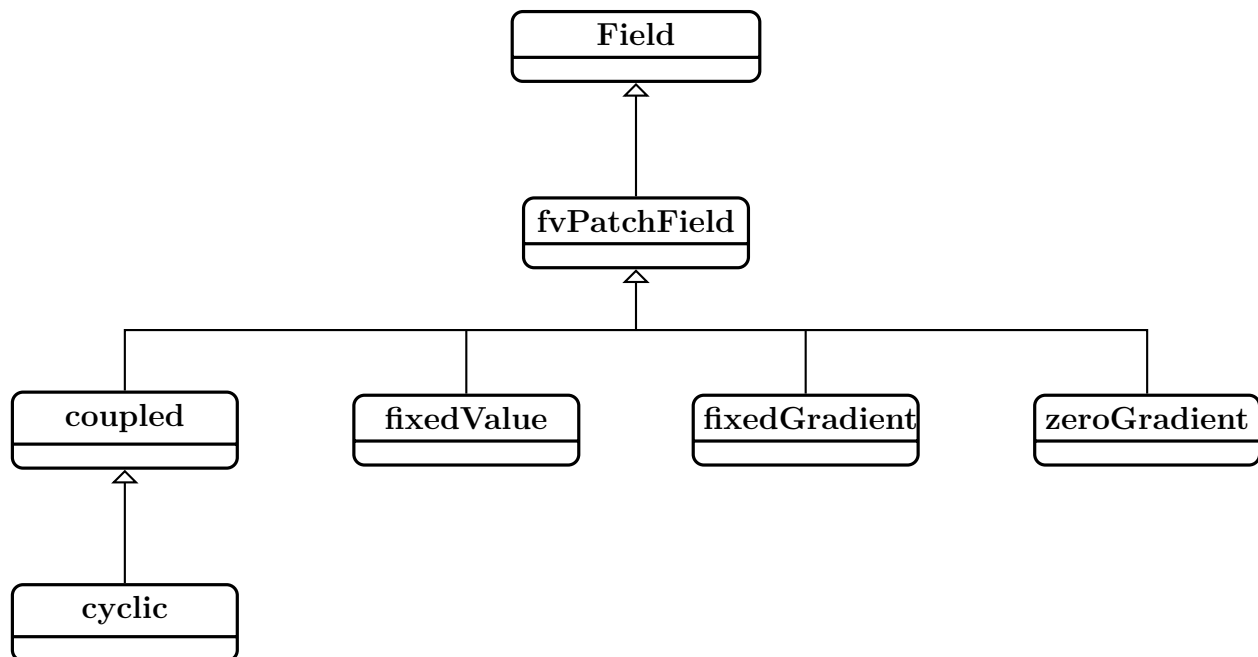 Field
fvPatchField
coupled
fixedValue
fixedGradient
zeroGradient
cyclic